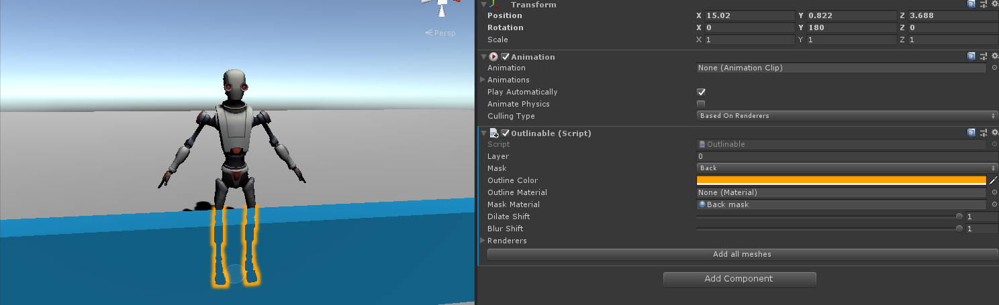 Transform
Position X 15.02 Y 0.822 Z 3.688
Persp
Rotation X 0 Y 180 Z 0
Scale X 1 Y 1 Z 1
Animation
Animation None (Animation Clip)
Animations
Play Automatically
Animate Physics
Culling Type Based On Renderers
Outlinable (Script)
Script Outlinable
Layer 0
Mask Back
Outline Color
Outline Material None (Material)
Mask Material Back mask
Dilate Shift 1
Blur Shift 1
Renderers
Add all meshes
Add Component